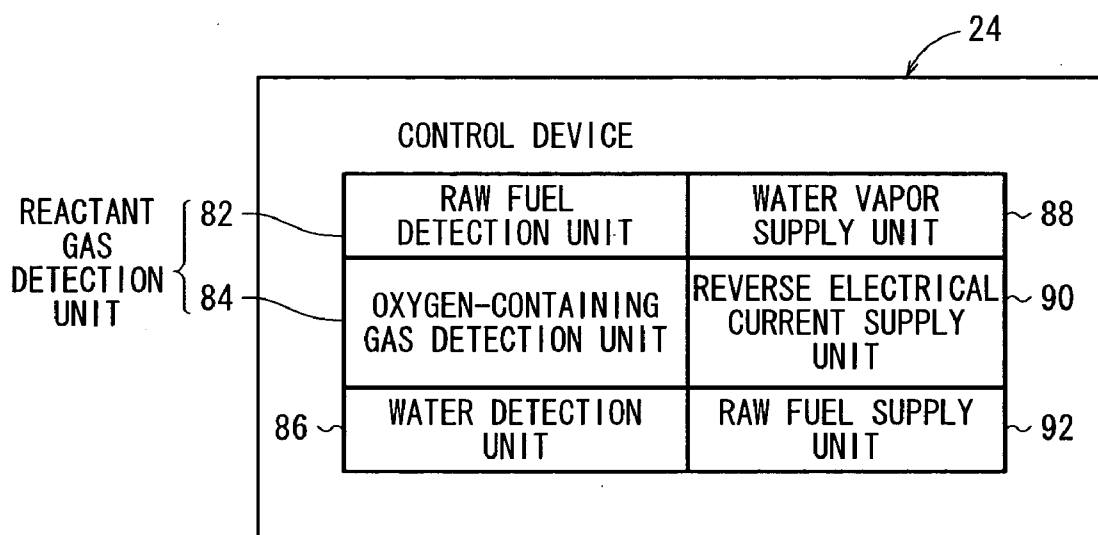 24
CONTROL DEVICE
REACTANT
GAS
DETECTION
UNIT
82
84
RAW FUEL
DETECTION UNIT
WATER VAPOR
SUPPLY UNIT
88
OXYGEN-CONTAINING
GAS DETECTION UNIT
REVERSE ELECTRICAL
CURRENT SUPPLY
UNIT
90
86
WATER DETECTION
UNIT
RAW FUEL SUPPLY
UNIT
92